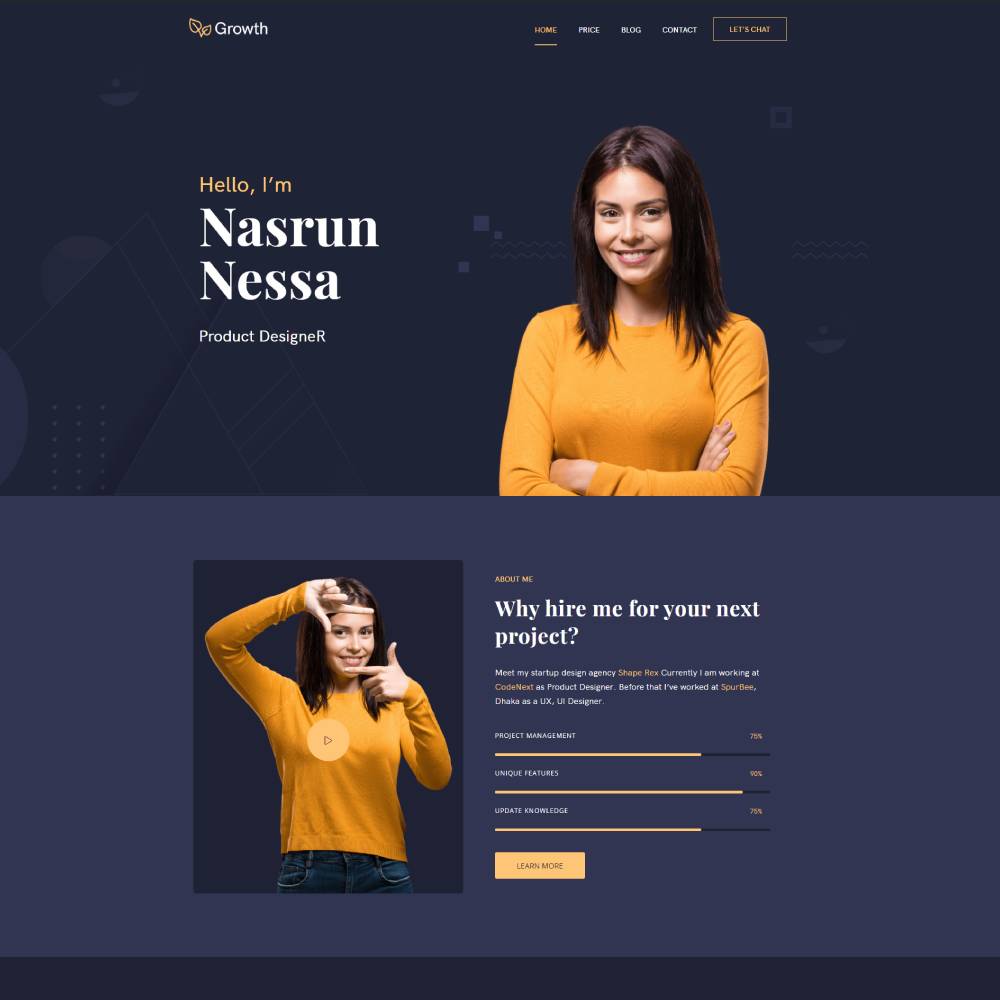 Growth
HOME PRICE BLOG CONTACT LET'S CHAT
Hello, I'm
Nasrun
Nessa
Product DesigneR
ABOUT ME
Why hire me for your next
project?
Meet my startup design agency Shape Rex Currently I am working at
CodeNext as Product Designer. Before that I've worked at SpurBee,
Dhaka as a UX, UI Designer.
PROJECT MANAGEMENT 75%
UNIQUE FEATURES 90%
UPDATE KNOWLEDGE 75%
LEARN MORE